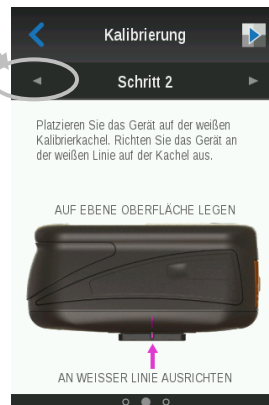 Kalibrierung
Schritt 2
Platzieren Sie das Gerät auf der weißen
Kalibrierkachel. Richten Sie das Gerät an
der weißen Linie auf der Kachel aus.
AUF EBENE OBERFLÄCHE LEGEN
AN WEISSER LINIE AUSRICHTEN